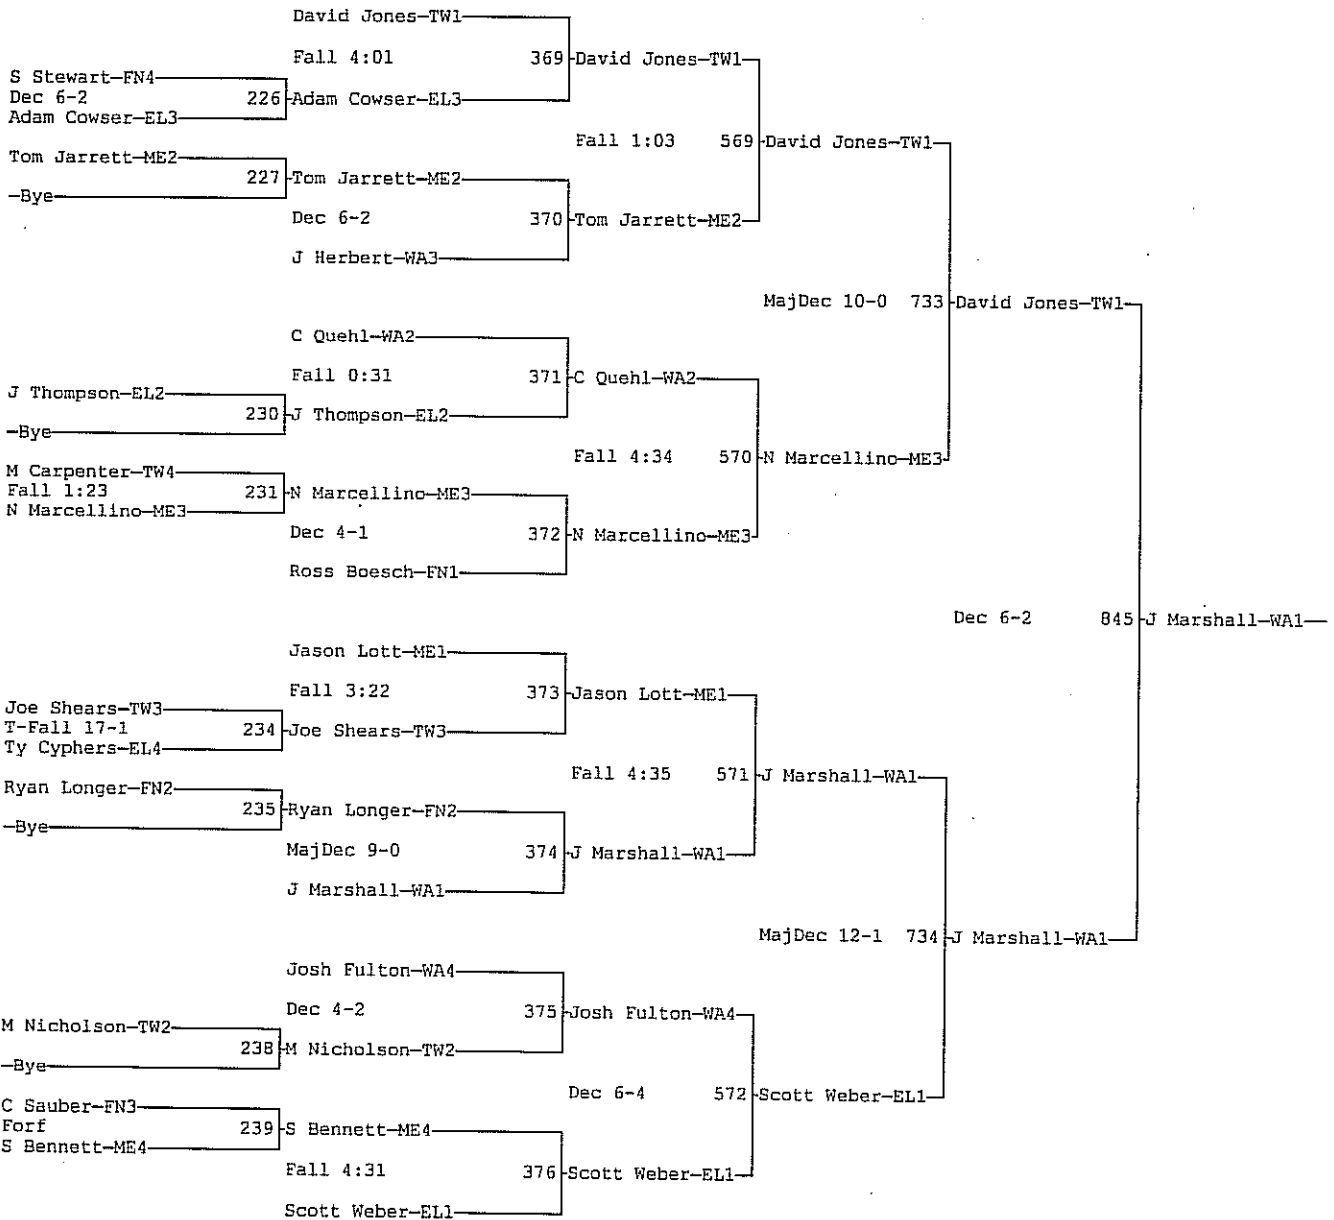 David Jones—TW1
Fall 4:01 369 David Jones—TW1
S Stewart—FN4
Dec 6-2 226 Adam Cowser—EL3
Adam Cowser—EL3
Fall 1:03 569 David Jones—TW1
Tom Jarrett—ME2
227 Tom Jarrett—ME2
—Bye
Dec 6-2 370 Tom Jarrett—ME2
J Herbert—WA3
MajDec 10-0 733 David Jones—TW1
C Quehl—WA2
Fall 0:31 371 C Quehl—WA2
J Thompson—EL2
230 J Thompson—EL2
—Bye
Fall 4:34 570 N Marcellino—ME3
M Carpenter—TW4
Fall 1:23 231 N Marcellino—ME3
N Marcellino—ME3
Dec 4-1 372 N Marcellino—ME3
Ross Boesch—FN1
Dec 6-2 845 J Marshall—WA1
Jason Lott—ME1
Fall 3:22 373 Jason Lott—ME1
Joe Shears—TW3
T-Fall 17-1 234 Joe Shears—TW3
Ty Cyphers—EL4
Fall 4:35 571 J Marshall—WA1
Ryan Longer—FN2
235 Ryan Longer—FN2
—Bye
MajDec 9-0 374 J Marshall—WA1
J Marshall—WA1
MajDec 12-1 734 J Marshall—WA1
Josh Fulton—WA4
Dec 4-2 375 Josh Fulton—WA4
M Nicholson—TW2
238 M Nicholson—TW2
—Bye
Dec 6-4 572 Scott Weber—EL1
C Sauber—FN3
Forf 239 S Bennett—ME4
S Bennett—ME4
Fall 4:31 376 Scott Weber—EL1
Scott Weber—EL1